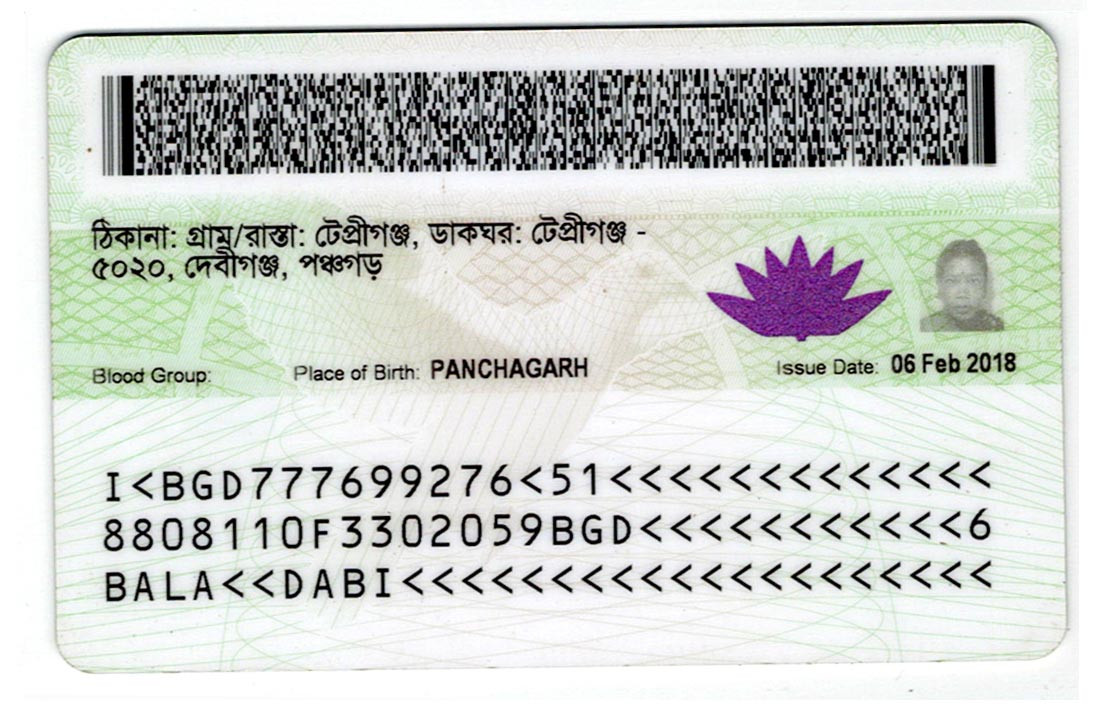 ঠিকানা: গ্রাম/রাস্তা: টেপ্রীগঞ্জ, ডাকঘর: টেপ্রীগঞ্জ -
৫০২০, দেবীগঞ্জ, পঞ্চগড়
Blood Group: Place of Birth: PANCHAGARH Issue Date: 06 Feb 2018
I<BGD777699276<51<<<<<<<<<<<<<
8808110F3302059BGD<<<<<<<<<<<6
BALA<<DABI<<<<<<<<<<<<<<<<<<<<